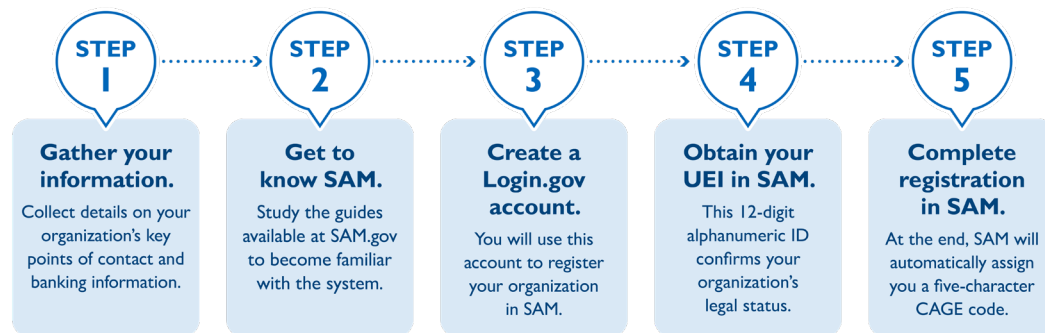 STEP
1
Gather your
information.
Collect details on your
organization's key
points of contact and
banking information.
STEP
2
Get to
know SAM.
Study the guides
available at SAM.gov
to become familiar
with the system.
STEP
3
Create a
Login.gov
account.
You will use this
account to register
your organization
in SAM.
STEP
4
Obtain your
UEI in SAM.
This 12-digit
alphanumeric ID
confirms your
organization's
legal status.
STEP
5
Complete
registration
in SAM.
At the end, SAM will
automatically assign
you a five-character
CAGE code.